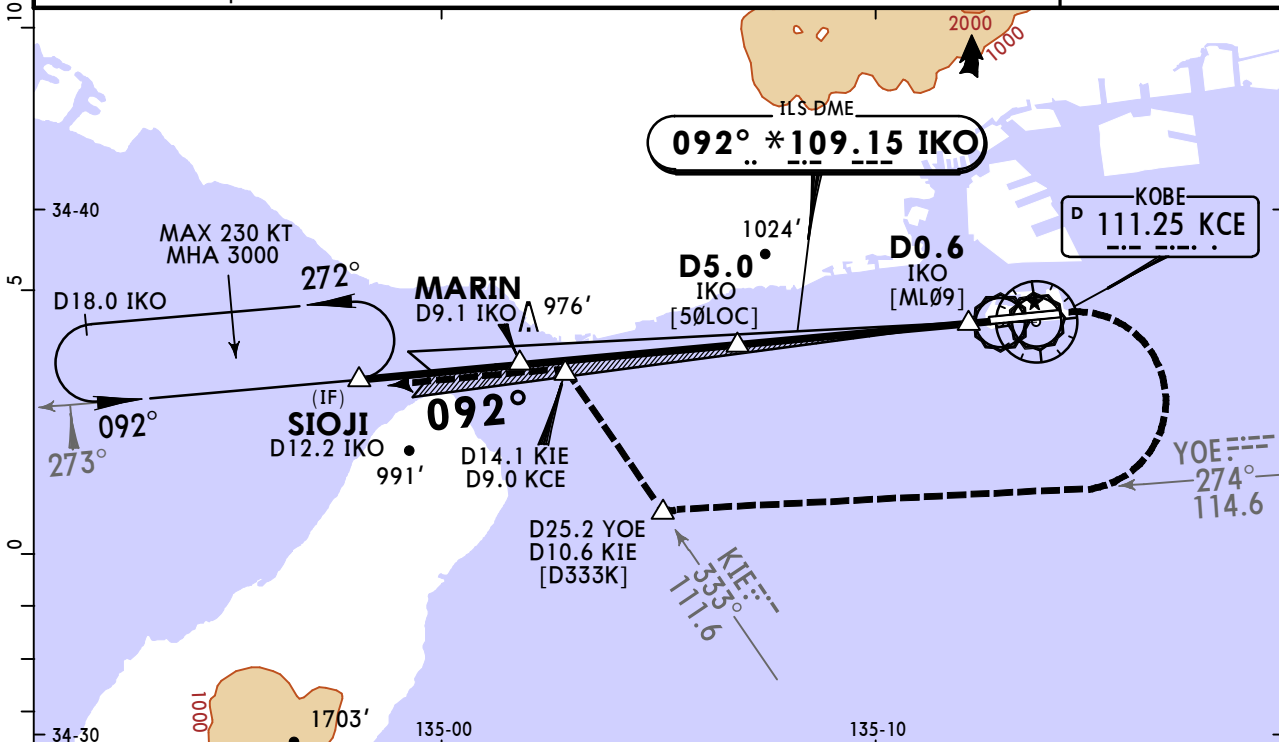 10
2000
1000
ILS DME
092° *109.15 IKO
KOBE
D 111.25 KCE
34-40
MAX 230 KT
MHA 3000
1024'
D0.6
IKO
[MLØ9]
272°
MARIN
D9.1 IKO
976'
D5.0
IKO
[5ØLOC]
5
D18.0 IKO
(IF)
SIOJI
D12.2 IKO
092°
092°
273°
991'
D14.1 KIE
D9.0 KCE
YOE
274°
114.6
D25.2 YOE
D10.6 KIE
[D333K]
KIE
333°
111.6
0
1000
1703'
34-30
135-00
135-10